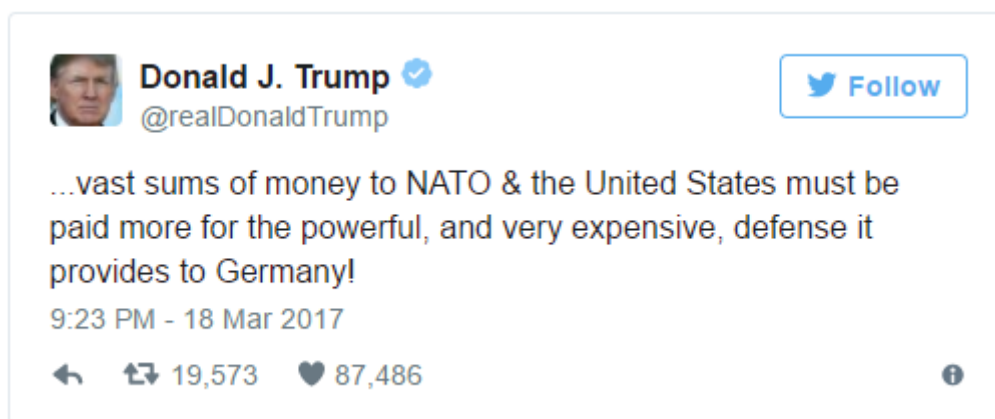 Donald J. Trump
Follow
@realDonaldTrump
...vast sums of money to NATO & the United States must be
paid more for the powerful, and very expensive, defense it
provides to Germany!
9:23 PM - 18 Mar 2017
19,573 87,486